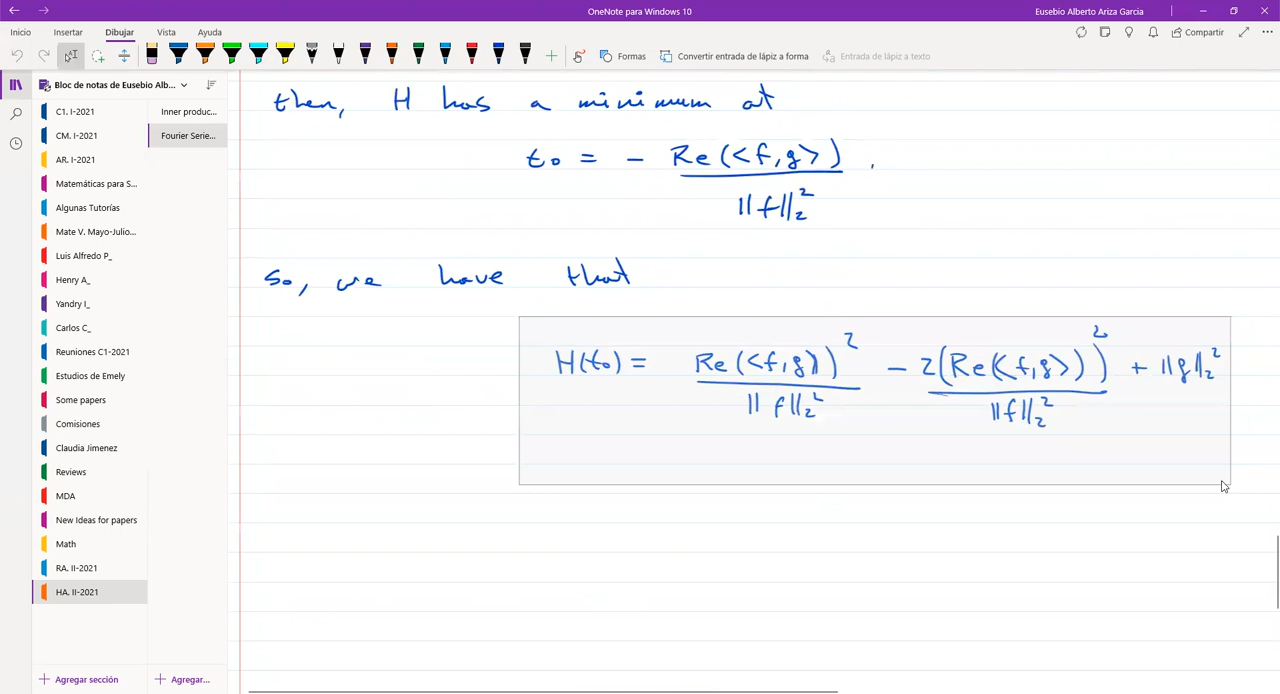 OneNote para Windows 10
Eusebio Alberto Ariza Garcia
Inicio Insertar Dibujar Vista Ayuda
Compartir
Formas
Convertir entrada de lápiz a forma
Entrada de lápiz a texto
Bloc de notas de Eusebio Alb...
C1. I-2021
CM. I-2021
AR. I-2021
Matemáticas para S...
Algunas Tutorías
Mate V. Mayo-Julio...
Luis Alfredo P_
Henry A_
Yandry I_
Carlos C_
Reuniones C1-2021
Estudios de Emely
Some papers
Comisiones
Claudia Jimenez
Reviews
MDA
New Ideas for papers
Math
RA. II-2021
HA. II-2021
Agregar sección
Inner produc...
Fourier Serie...
Agregar...
then, H has a minimum at
t₀ = - Re(<f,g>) / ||f||₂² .
so, we have that
H(t₀) = Re(<f,g>))² / ||f||₂² - 2(Re(<f,g>))² / ||f||₂² + ||g||₂²